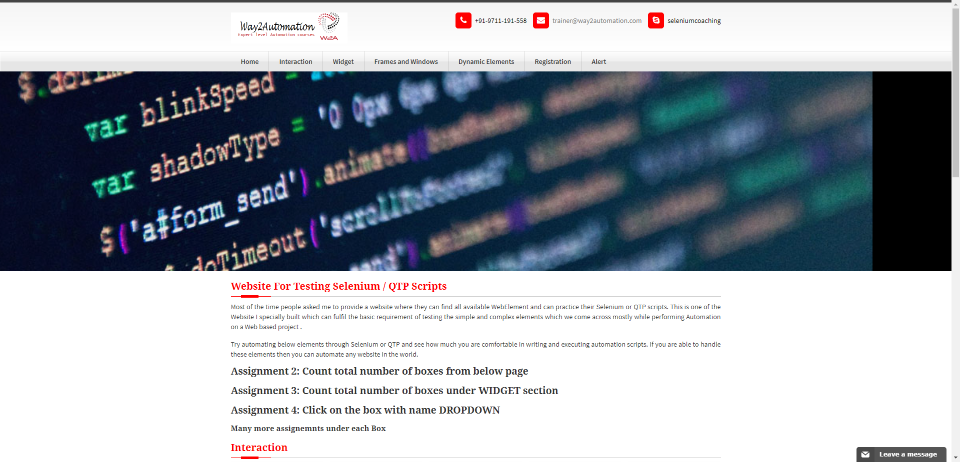 Way2Automation
Expert level Automation courses
W2A
+91-9711-191-558
trainer@way2automation.com
seleniumcoaching
Home
Interaction
Widget
Frames and Windows
Dynamic Elements
Registration
Alert
$.doTim
var blinkSpeed =
var shadowType = '0 0px 6px 0px
$('a#form_send').animate(
$.doTimeout('scrollToFormed'
send').animate(
Website For Testing Selenium / QTP Scripts
Most of the time people asked me to provide a website where they can find all available WebElement and can practice their Selenium or QTP scripts. This is one of the
Website I specially built which can fulfil the basic requirement of testing the simple and complex elements which we come across mostly while performing Automation
on a Web based project .
Try automating below elements through Selenium or QTP and see how much you are comfortable in writing and executing automation scripts. If you are able to handle
these elements then you can automate any website in the world.
Assignment 2: Count total number of boxes from below page
Assignment 3: Count total number of boxes under WIDGET section
Assignment 4: Click on the box with name DROPDOWN
Many more assignemnts under each Box
Interaction
Leave a message